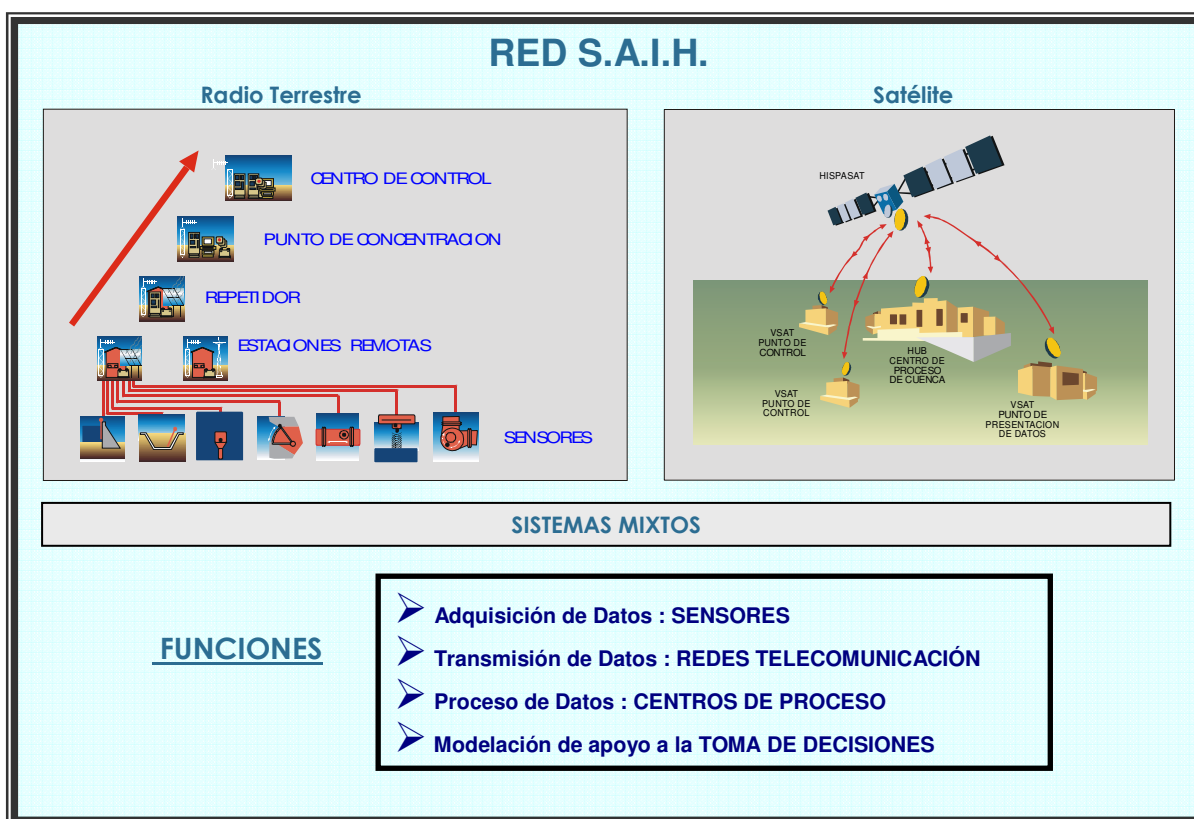 RED S.A.I.H.
Radio Terrestre
CENTRO DE CONTROL
PUNTO DE CONCENTRACION
REPETIDOR
ESTACIONES REMOTAS
SENSORES
Satélite
HISPASAT
VSAT
PUNTO DE
CONTROL
HUB
CENTRO DE
PROCESO
DE CUENCA
VSAT
PUNTO DE
CONTROL
VSAT
PUNTO DE
PRESENTACION
DE DATOS
SISTEMAS MIXTOS
FUNCIONES
➢ Adquisición de Datos : SENSORES
➢ Transmisión de Datos : REDES TELECOMUNICACIÓN
➢ Proceso de Datos : CENTROS DE PROCESO
➢ Modelación de apoyo a la TOMA DE DECISIONES